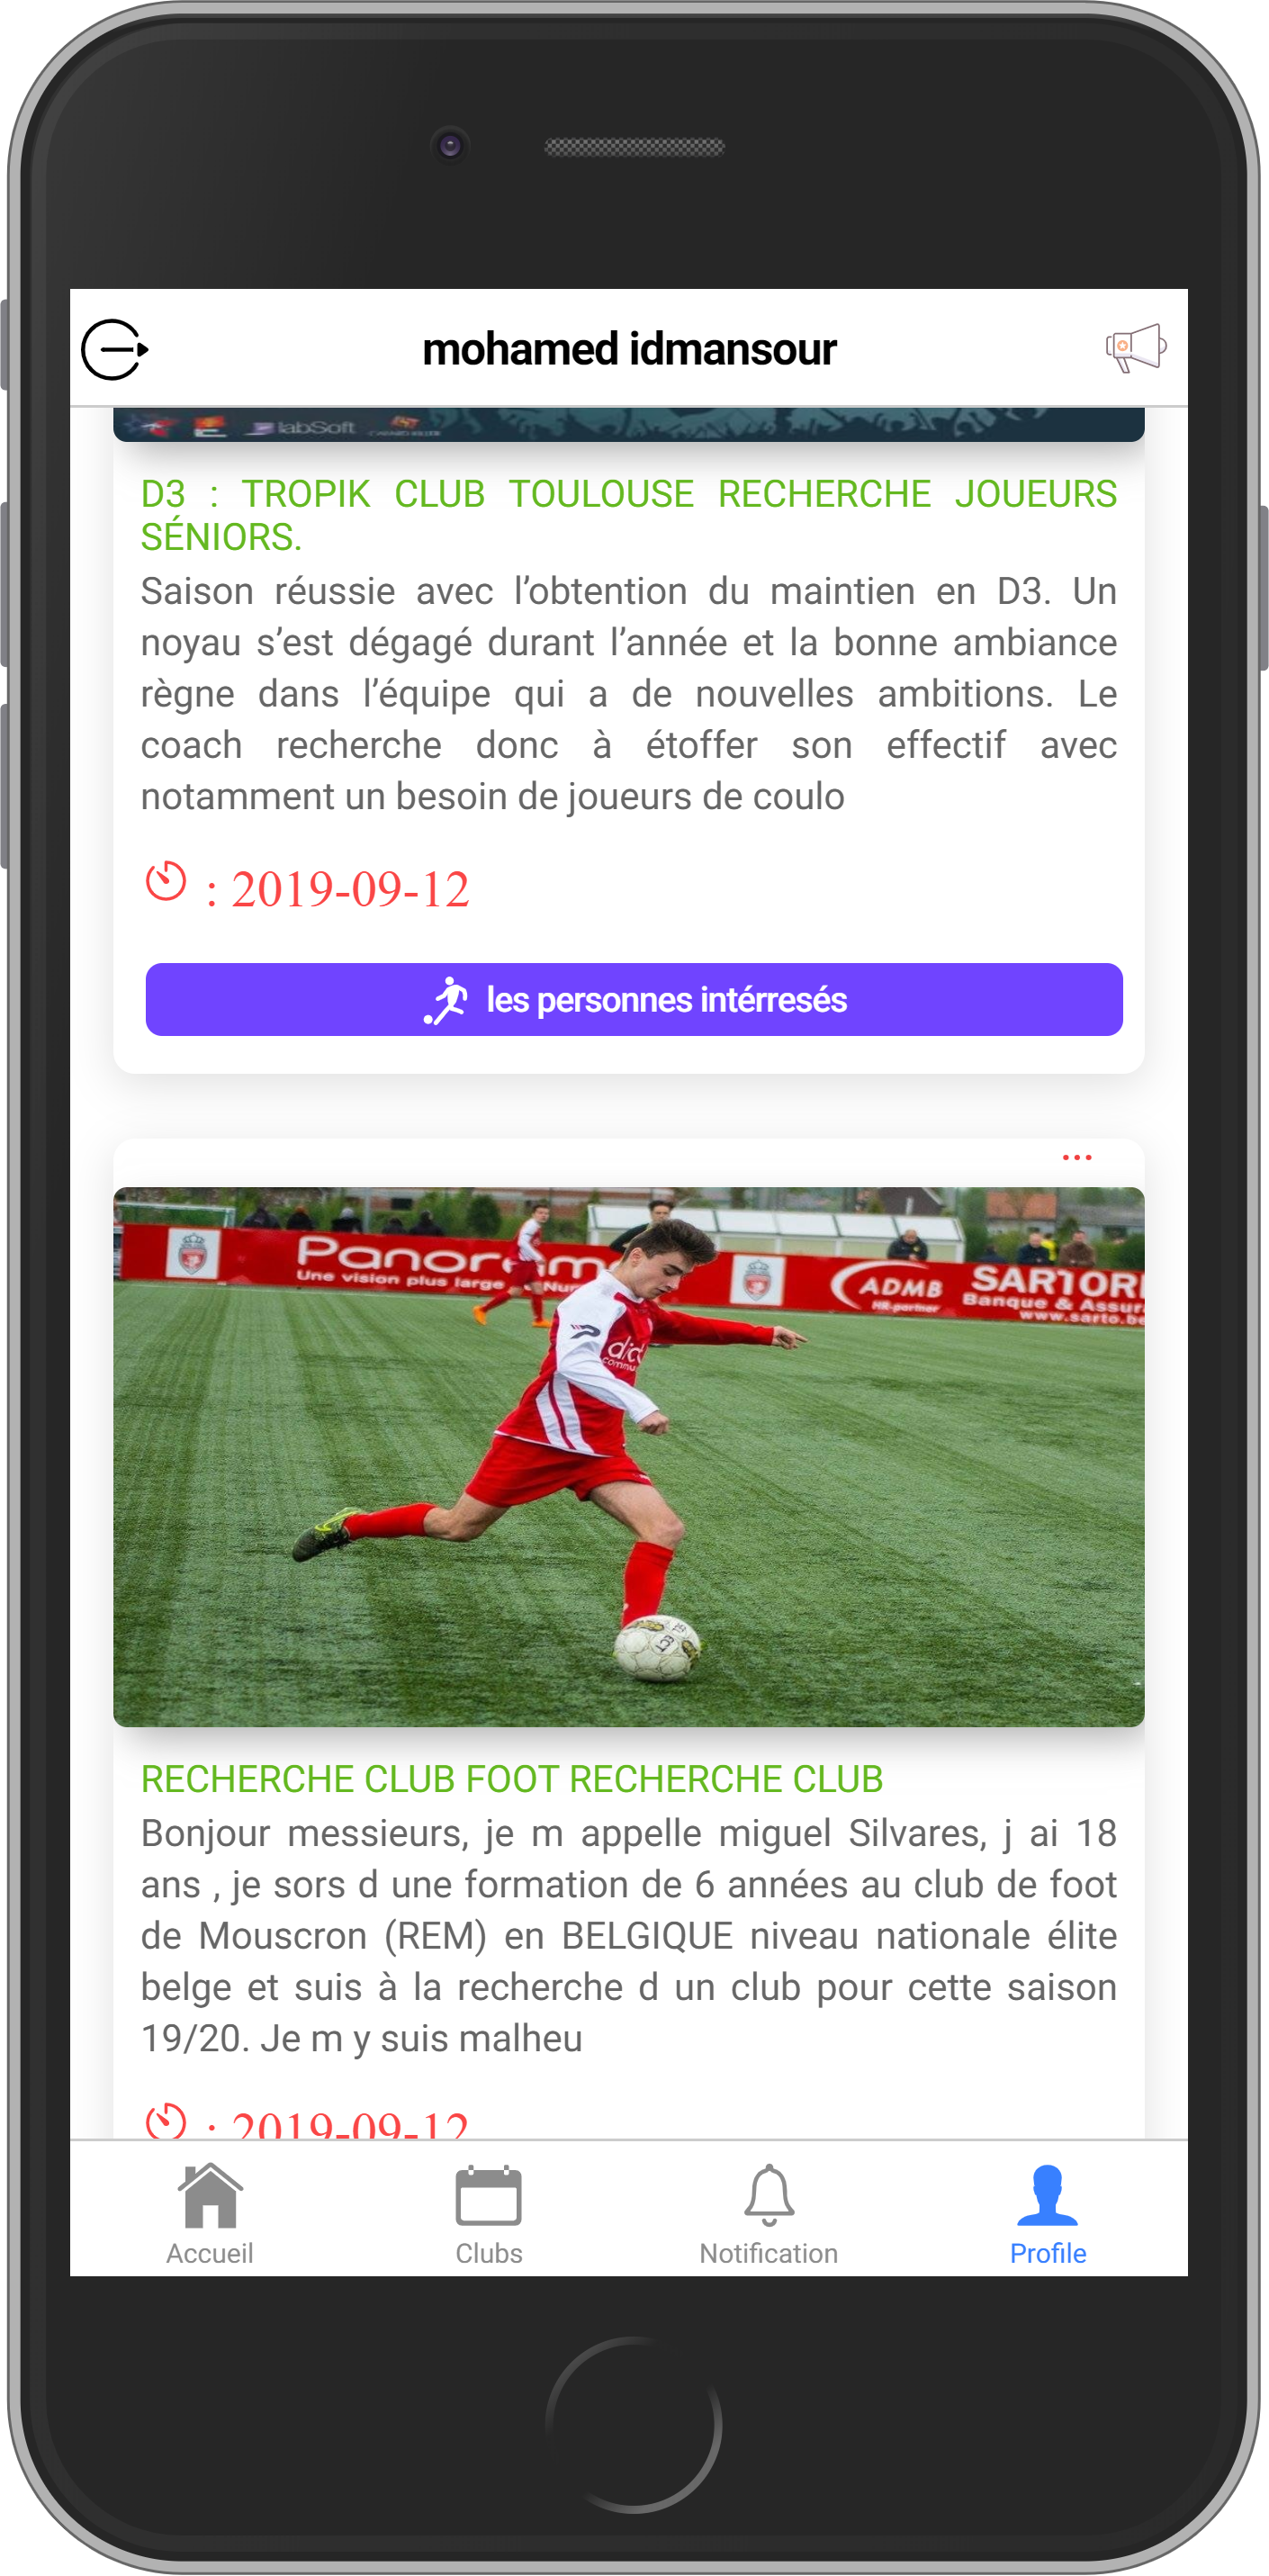 mohamed idmansour
labSoft
D3 : TROPIK CLUB TOULOUSE RECHERCHE JOUEURS
SÉNIORS.
Saison réussie avec l’obtention du maintien en D3. Un
noyau s’est dégagé durant l’année et la bonne ambiance
règne dans l’équipe qui a de nouvelles ambitions. Le
coach recherche donc à étoffer son effectif avec
notamment un besoin de joueurs de coulo
: 2019-09-12
les personnes intérresés
...
Panor
Une vision plus large
ADMB
HR-partner
SARTORI
Banque & Assur
www.sarto.be
RECHERCHE CLUB FOOT RECHERCHE CLUB
Bonjour messieurs, je m appelle miguel Silvares, j ai 18
ans , je sors d une formation de 6 années au club de foot
de Mouscron (REM) en BELGIQUE niveau nationale élite
belge et suis à la recherche d un club pour cette saison
19/20. Je m y suis malheu
: 2019-09-12
Accueil
Clubs
Notification
Profile